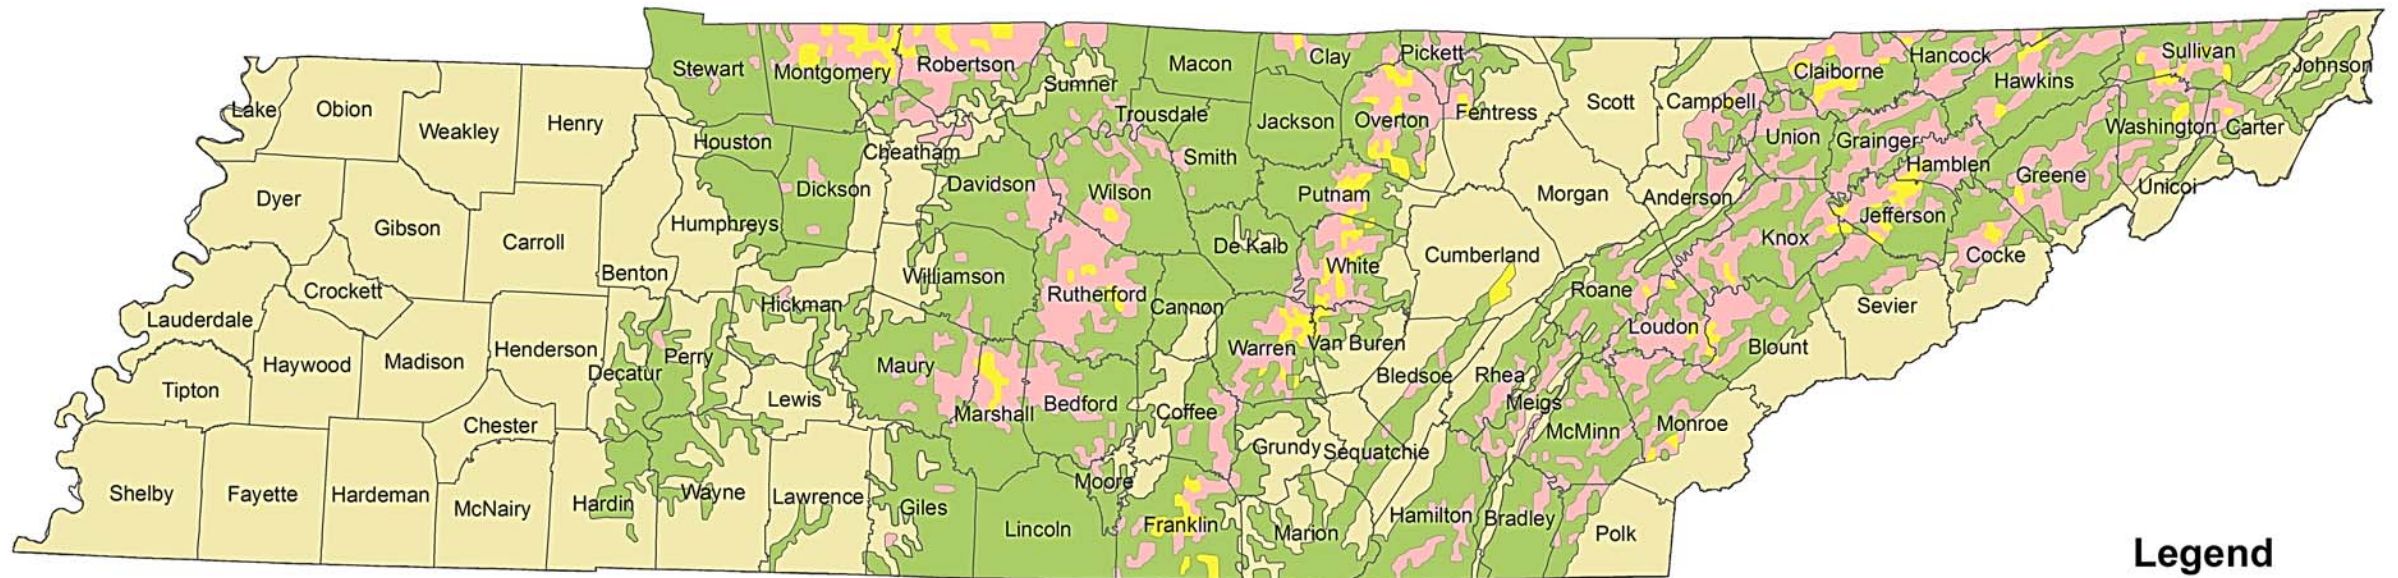 Lake
Obion
Weakley
Henry
Stewart
Montgomery
Robertson
Sumner
Macon
Clay
Pickett
Fentress
Scott
Campbell
Claiborne
Hancock
Hawkins
Sullivan
Johnson
Houston
Cheatham
Trousdale
Jackson
Overton
Union
Grainger
Hamblen
Washington
Carter
Dyer
Gibson
Carroll
Humphreys
Dickson
Davidson
Wilson
Smith
Putnam
Morgan
Anderson
Jefferson
Greene
Unicoi
Crockett
Benton
Hickman
Williamson
Rutherford
Cannon
De Kalb
White
Cumberland
Roane
Knox
Cocke
Sevier
Lauderdale
Haywood
Madison
Henderson
Decatur
Perry
Lewis
Maury
Marshall
Bedford
Coffee
Warren
Van Buren
Bledsoe
Rhea
Meigs
Loudon
Blount
Tipton
Chester
McMinn
Monroe
Grundy
Sequatchie
Shelby
Fayette
Hardeman
McNairy
Hardin
Wayne
Lawrence
Giles
Lincoln
Moore
Franklin
Marion
Hamilton
Bradley
Polk
Legend